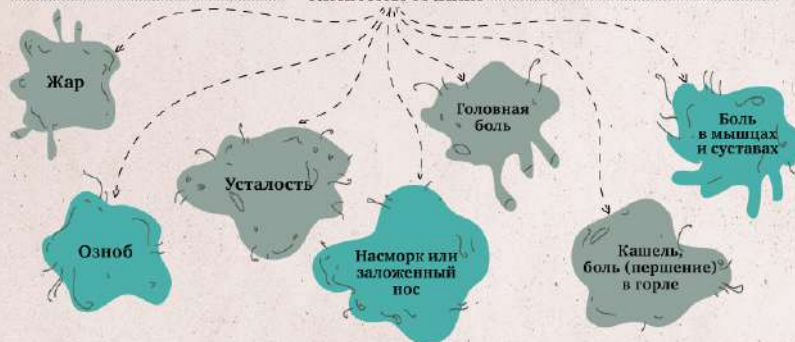 Жар
Головная
боль
Боль
в мышцах
и суставах
Усталость
Озноб
Насморк или
заложенный
нос
Кашель,
боль (першение)
в горле